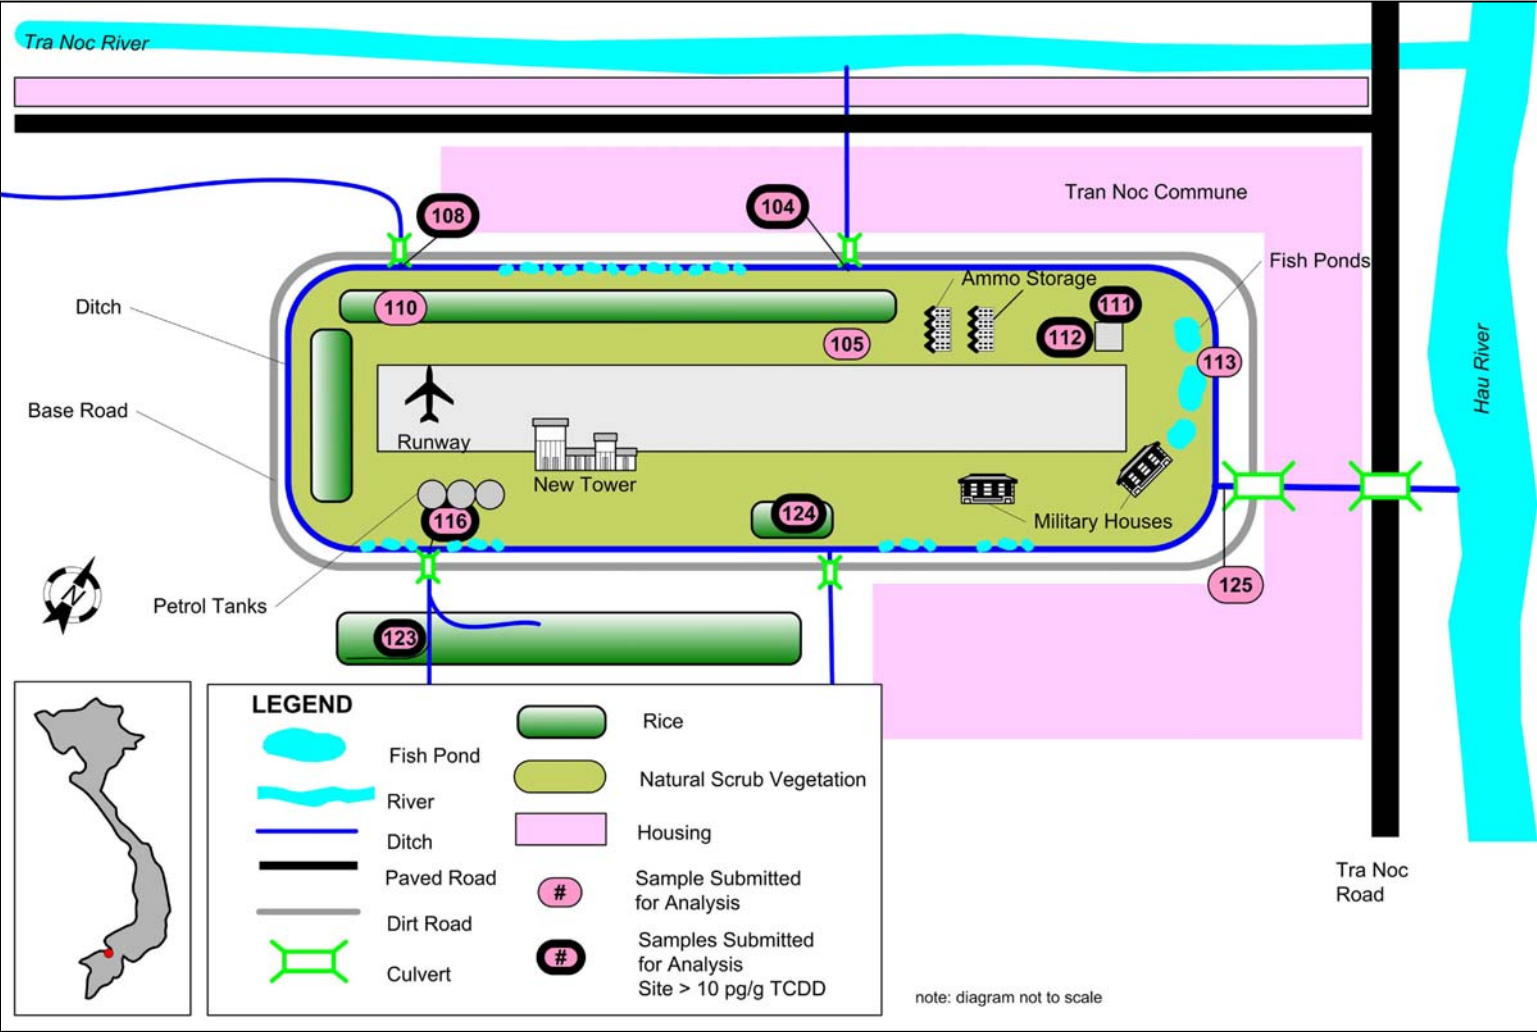 Tra Noc River
Tran Noc Commune
108
104
Fish Ponds
Ammo Storage
Ditch
110
111
105
112
113
Hau River
Base Road
Runway
New Tower
116
124
Military Houses
125
Petrol Tanks
N
123
LEGEND
Fish Pond
River
Ditch
Paved Road
Dirt Road
Culvert
Rice
Natural Scrub Vegetation
Housing
#
Sample Submitted
for Analysis
#
Samples Submitted
for Analysis
Site > 10 pg/g TCDD
Tra Noc
Road
note: diagram not to scale